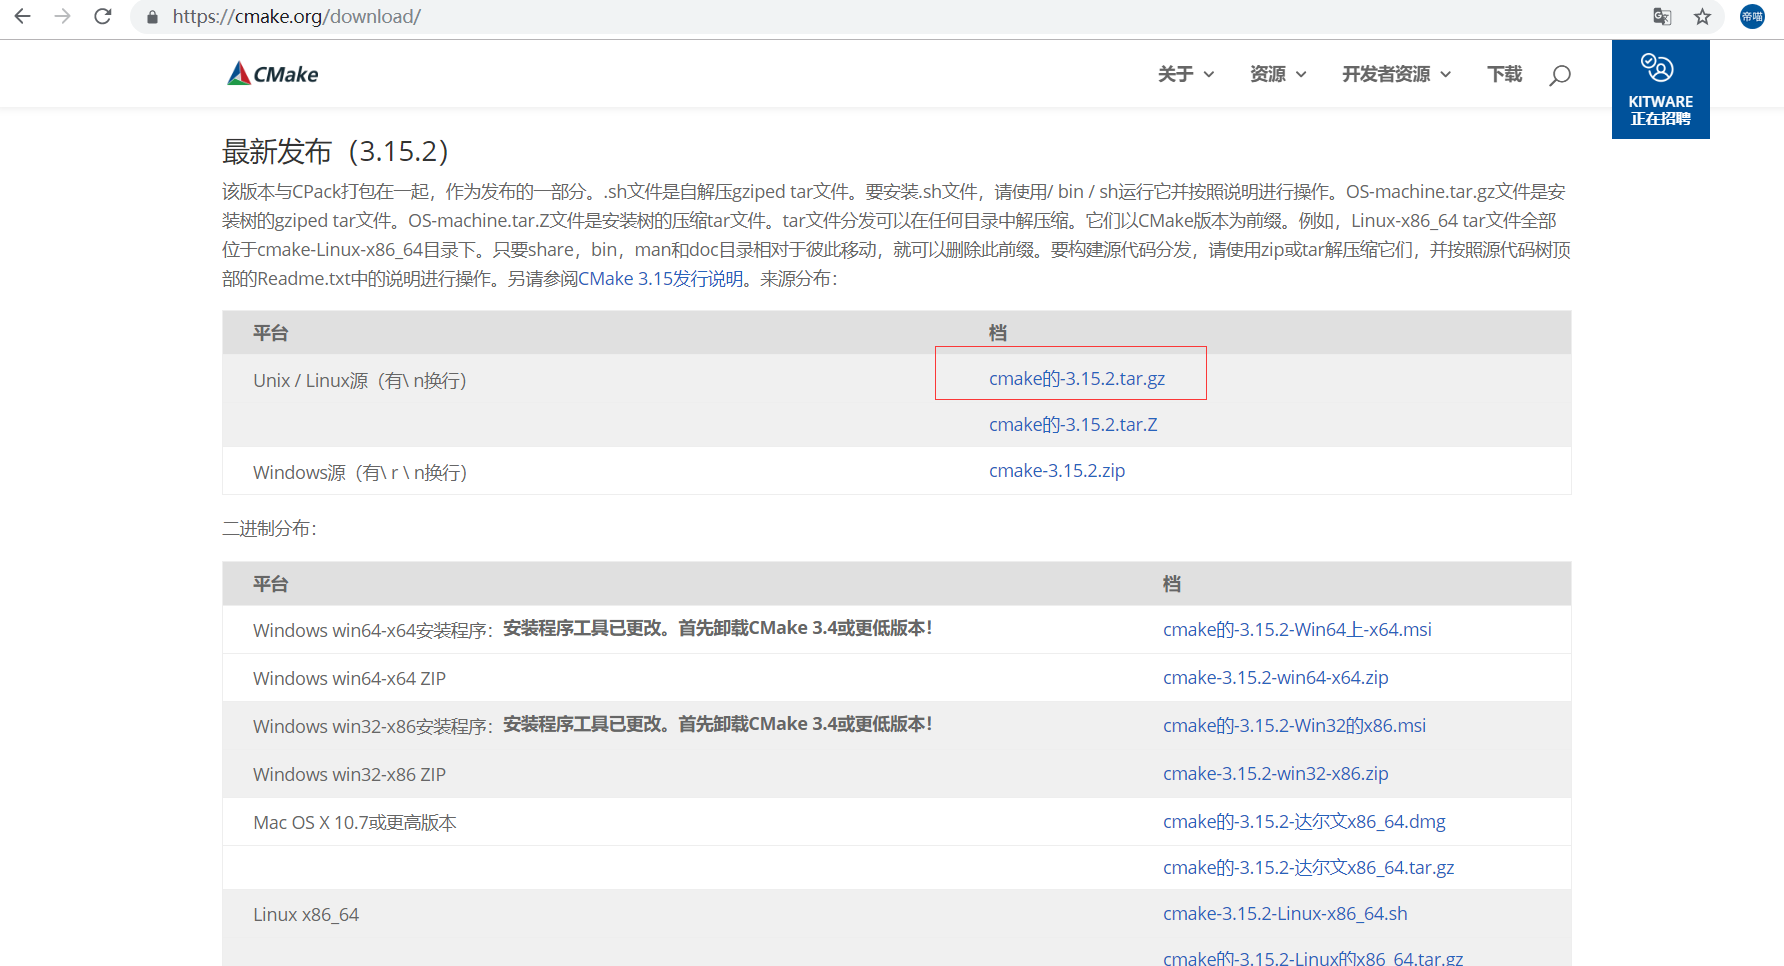 https://cmake.org/download/
帝喵
CMake
关于
资源
开发者资源
下载
KITWARE
正在招聘
最新发布（3.15.2）
该版本与CPack打包在一起，作为发布的一部分。.sh文件是自解压gziped tar文件。要安装.sh文件，请使用/ bin / sh运行它并按照说明进行操作。OS-machine.tar.gz文件是安
装树的gziped tar文件。OS-machine.tar.Z文件是安装树的压缩tar文件。tar文件分发可以在任何目录中解压缩。它们以CMake版本为前缀。例如，Linux-x86_64 tar文件全部
位于cmake-Linux-x86_64目录下。只要share，bin，man和doc目录相对于彼此移动，就可以删除此前缀。要构建源代码分发，请使用zip或tar解压缩它们，并按照源代码树顶
部的Readme.txt中的说明进行操作。另请参阅CMake 3.15发行说明。来源分布：
平台 档
Unix / Linux源（有\ n换行） cmake的-3.15.2.tar.gz
cmake的-3.15.2.tar.Z
Windows源（有\ r \ n换行） cmake-3.15.2.zip
二进制分布：
平台 档
Windows win64-x64安装程序：安装程序工具已更改。首先卸载CMake 3.4或更低版本！ cmake的-3.15.2-Win64上-x64.msi
Windows win64-x64 ZIP cmake-3.15.2-win64-x64.zip
Windows win32-x86安装程序：安装程序工具已更改。首先卸载CMake 3.4或更低版本！ cmake的-3.15.2-Win32的x86.msi
Windows win32-x86 ZIP cmake-3.15.2-win32-x86.zip
Mac OS X 10.7或更高版本 cmake的-3.15.2-达尔文x86_64.dmg
cmake的-3.15.2-达尔文x86_64.tar.gz
Linux x86_64 cmake-3.15.2-Linux-x86_64.sh
cmake的-3.15.2-Linux的x86_64.tar.gz